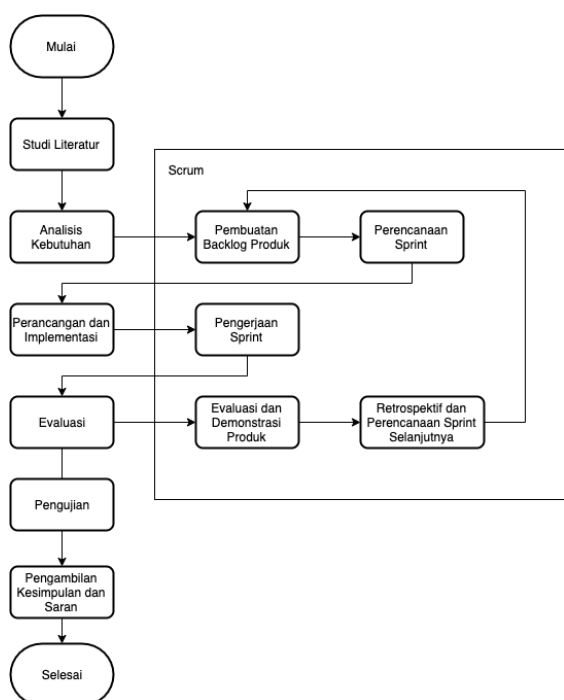 Mulai
Studi Literatur
Scrum
Analisis
Kebutuhan
Pembuatan
Backlog Produk
Perencanaan
Sprint
Perancangan dan
Implementasi
Pengerjaan
Sprint
Evaluasi
Evaluasi dan
Demonstrasi
Produk
Retrospektif dan
Perencanaan Sprint
Selanjutnya
Pengujian
Pengambilan
Kesimpulan dan
Saran
Selesai